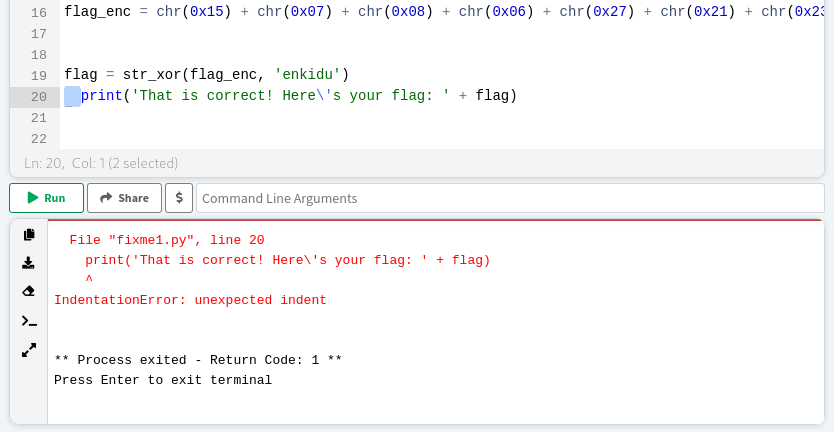 16 flag_enc = chr(0x15) + chr(0x07) + chr(0x08) + chr(0x06) + chr(0x27) + chr(0x21) + chr(0x23
17
18
19 flag = str_xor(flag_enc, 'enkidu')
20   print('That is correct! Here\'s your flag: ' + flag)
21
22
Ln: 20, Col: 1 (2 selected)
Run Share $ Command Line Arguments
  File "fixme1.py", line 20
    print('That is correct! Here\'s your flag: ' + flag)
    ^
IndentationError: unexpected indent
** Process exited - Return Code: 1 **
Press Enter to exit terminal